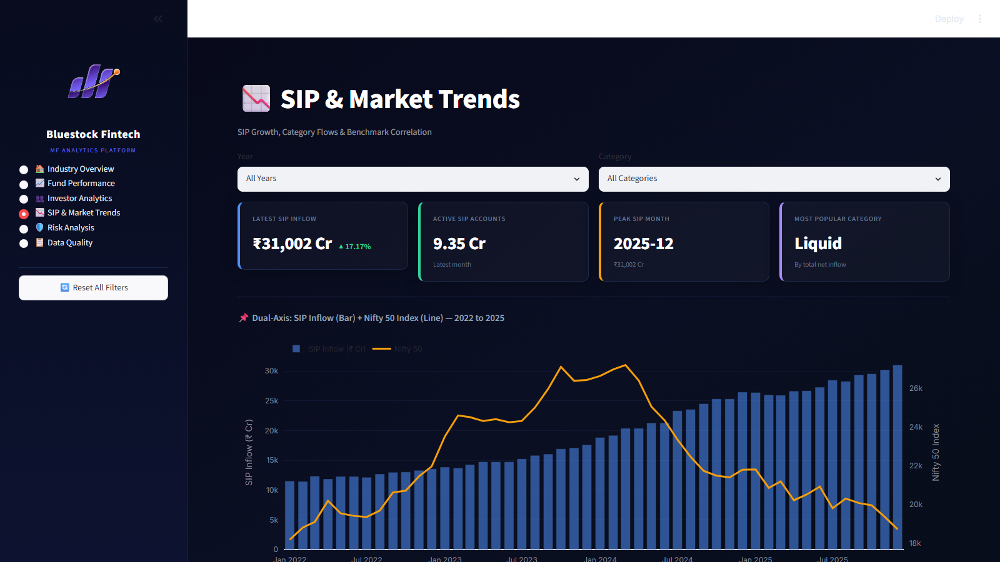 Deploy
Bluestock Fintech
MF ANALYTICS PLATFORM
Industry Overview
Fund Performance
Investor Analytics
SIP & Market Trends
Risk Analysis
Data Quality
Reset All Filters
SIP & Market Trends
SIP Growth, Category Flows & Benchmark Correlation
Year
Category
All Years
All Categories
LATEST SIP INFLOW
₹31,002 Cr ▲ 17.17%
ACTIVE SIP ACCOUNTS
9.35 Cr
Latest month
PEAK SIP MONTH
2025-12
₹31,002 Cr
MOST POPULAR CATEGORY
Liquid
By total net inflow
Dual-Axis: SIP Inflow (Bar) + Nifty 50 Index (Line) — 2022 to 2025
SIP Inflow (₹ Cr) Nifty 50
30k
25k
20k
15k
10k
5k
0
SIP Inflow (₹ Cr)
26k
24k
22k
20k
18k
Nifty 50 Index
Jan 2022 Jul 2022 Jan 2023 Jul 2023 Jan 2024 Jul 2024 Jan 2025 Jul 2025